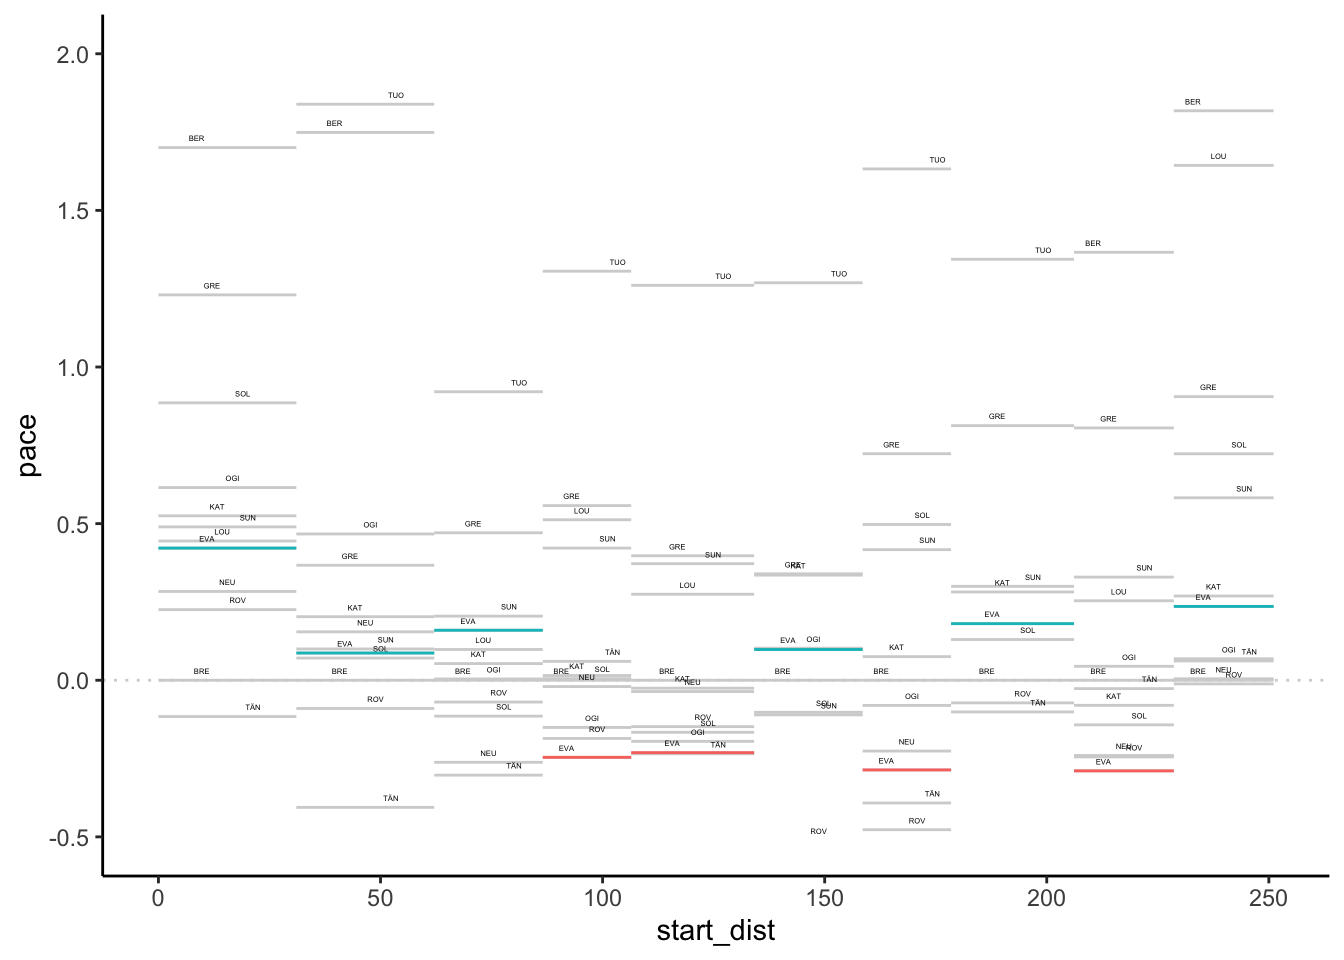 2.0
1.5
1.0
0.5
0.0
-0.5
pace
0
50
100
150
200
250
start_dist
BER
GRE
SOL
OGI
KAT
SUN
LOU
EVA
NEU
ROV
BRE
TÄN
TUO
BER
OGI
GRE
KAT
NEU
SUN
EVA
SOL
BRE
ROV
TÄN
TUO
GRE
SUN
EVA
LOU
KAT
OGI
BRE
ROV
SOL
NEU
TÄN
TUO
GRE
LOU
SUN
TÄN
KAT
SOL
BRE
NEU
OGI
ROV
EVA
TUO
GRE
SUN
LOU
BRE
KAT
NEU
ROV
SOL
OGI
EVA
TÄN
TUO
GRE
KAT
EVA
OGI
BRE
SOL
SUN
ROV
TUO
GRE
SOL
SUN
KAT
BRE
OGI
NEU
EVA
TÄN
ROV
TUO
GRE
SUN
KAT
EVA
SOL
BRE
ROV
TÄN
BER
GRE
SUN
LOU
OGI
BRE
TÄN
KAT
SOL
NEU
ROV
EVA
BER
LOU
GRE
SOL
SUN
KAT
EVA
OGI
TÄN
BRE
NEU
ROV